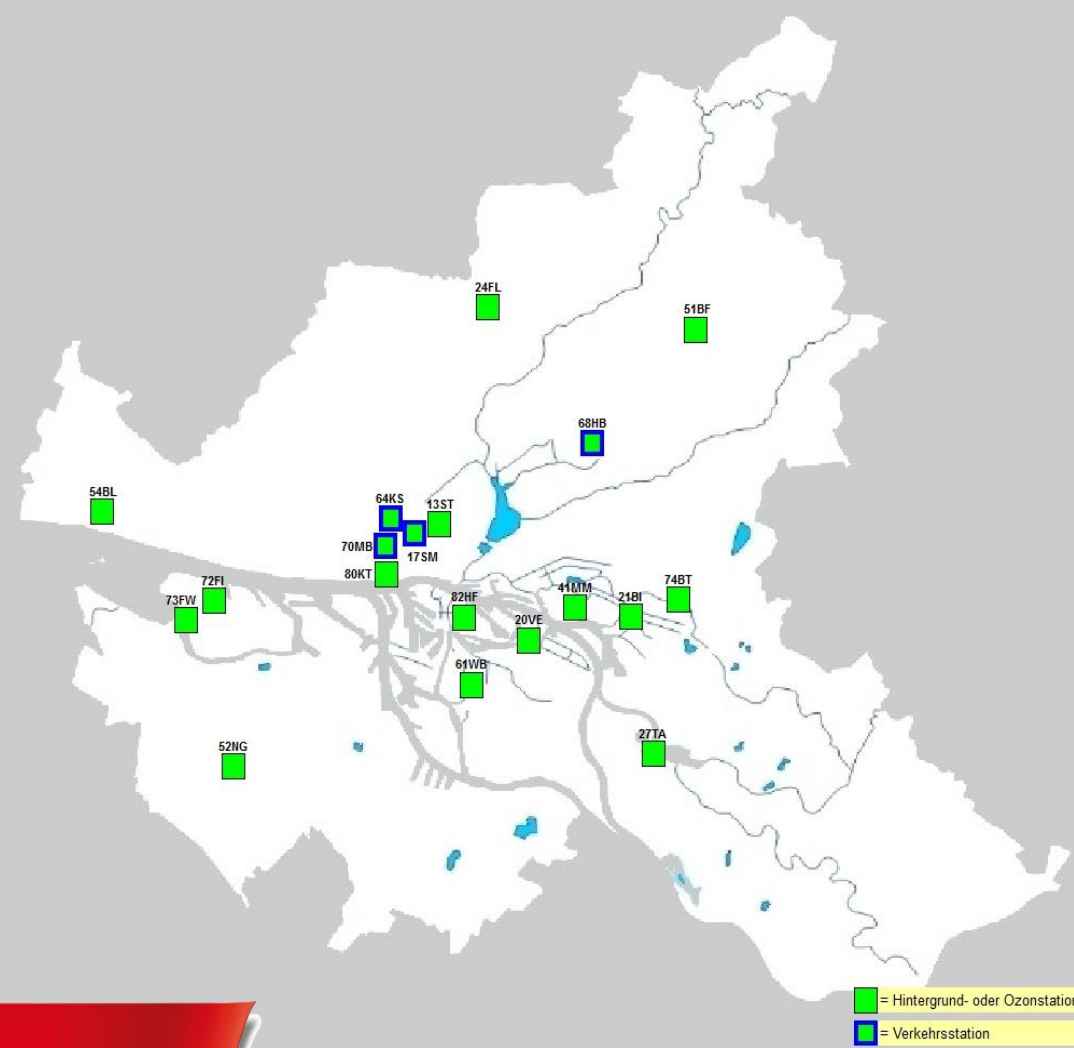 24FL
51BF
68HB
54BL
64KS
13ST
70MB
17SM
80KT
72FI
73FW
82HF
41MM
21BI
74BT
20VE
61WB
27TA
52NG
= Hintergrund- oder Ozonstation
= Verkehrsstation